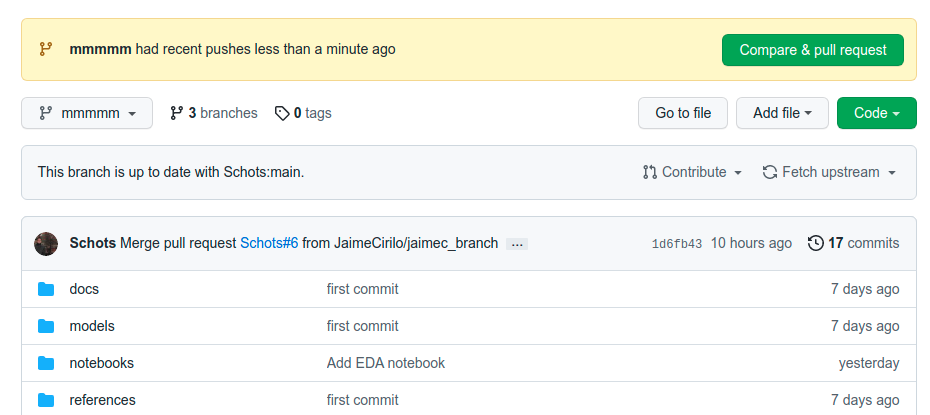 mmmmm had recent pushes less than a minute ago
Compare & pull request
mmmmm
3 branches
0 tags
Go to file
Add file
Code
This branch is up to date with Schots:main.
Contribute
Fetch upstream
Schots Merge pull request Schots#6 from JaimeCirilo/jaimec_branch ...
1d6fb43 10 hours ago
17 commits
docs first commit 7 days ago
models first commit 7 days ago
notebooks Add EDA notebook yesterday
references first commit 7 days ago